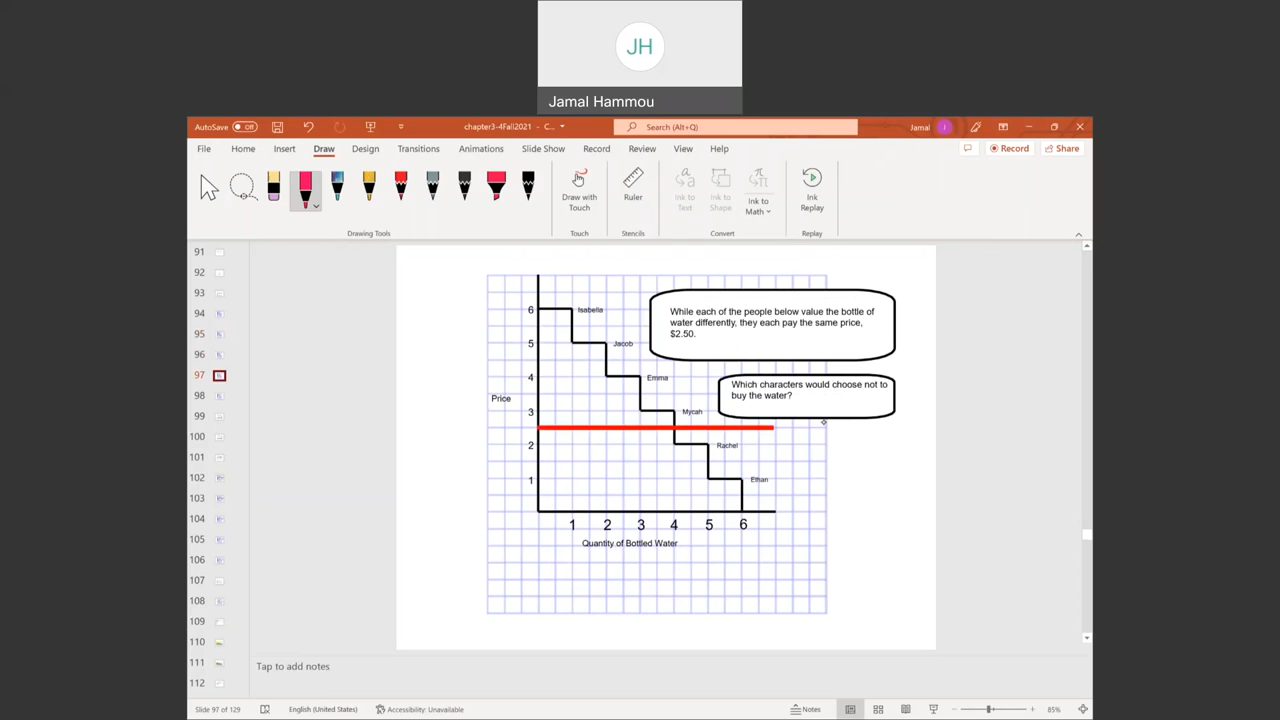 JH
Jamal Hammou
AutoSave Off
chapter3-4Fall2021 - C...
Search (Alt+Q)
Jamal J
File Home Insert Draw Design Transitions Animations Slide Show Record Review View Help
Record Share
Draw with Touch
Ruler
Ink to Text
Ink to Shape
Ink to Math
Ink Replay
Drawing Tools Touch Stencils Convert Replay
91
92
93
94
95
96
97
98
99
100
101
102
103
104
105
106
107
108
109
110
111
112
While each of the people below value the bottle of
water differently, they each pay the same price,
$2.50.
Which characters would choose not to
buy the water?
Price
6 Isabella
5 Jacob
4 Emma
3 Mycah
2 Rachel
1 Ethan
1 2 3 4 5 6
Quantity of Bottled Water
Tap to add notes
Slide 97 of 129 English (United States) Accessibility: Unavailable Notes 85%